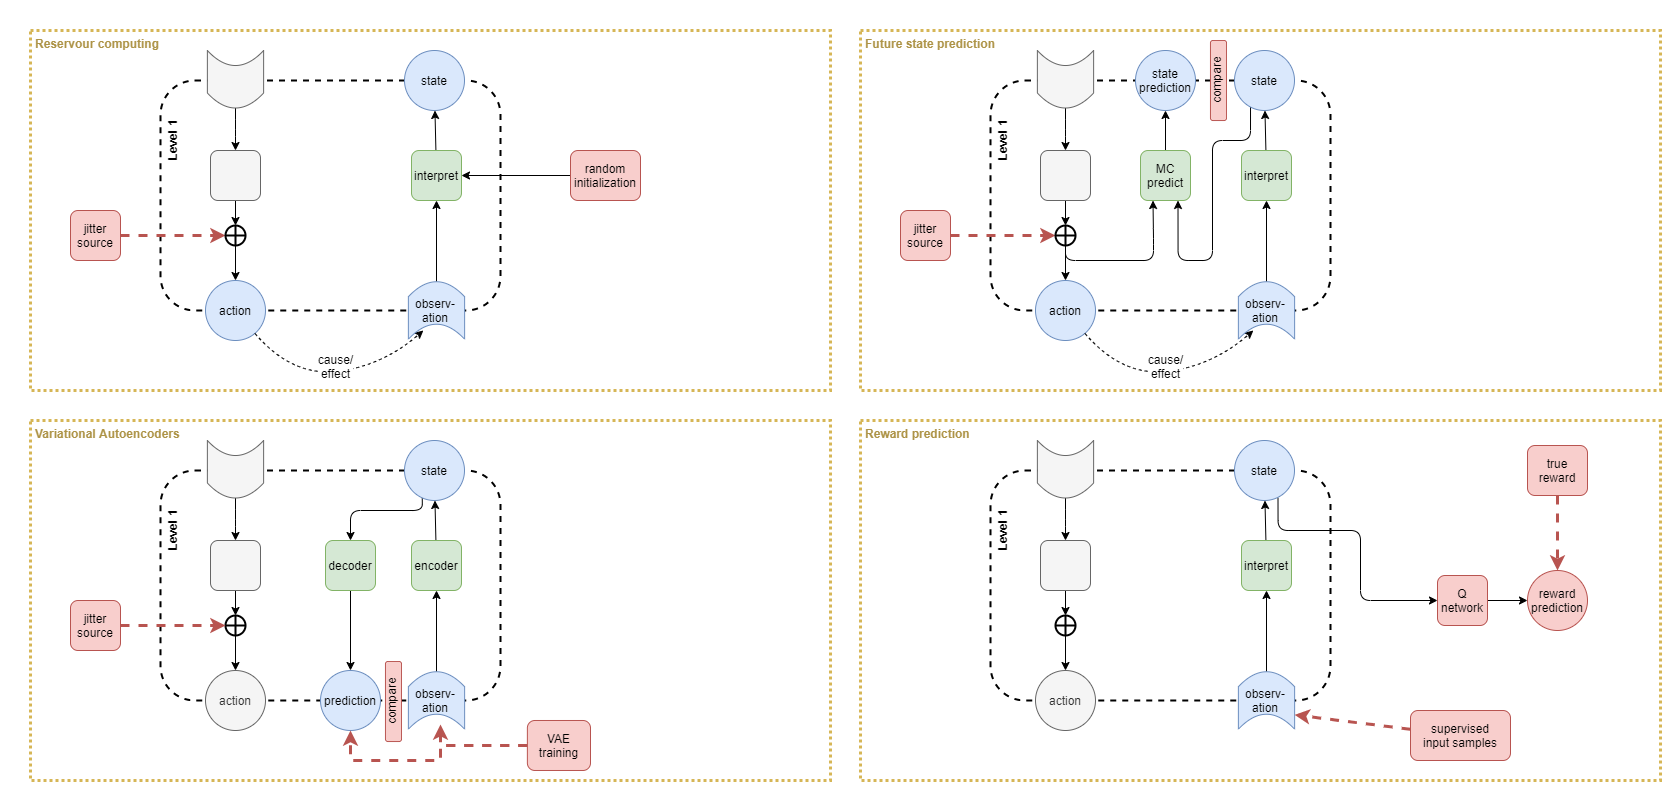 Reservour computing
state
Level 1
interpret
random
initialization
jitter
source
action
observ-
ation
cause/
effect
Future state prediction
state
prediction
compare
state
Level 1
MC
predict
interpret
jitter
source
action
observ-
ation
cause/
effect
Variational Autoencoders
state
Level 1
decoder
encoder
jitter
source
action
prediction
compare
observ-
ation
VAE
training
Reward prediction
state
true
reward
Level 1
interpret
Q
network
reward
prediction
action
observ-
ation
supervised
input samples